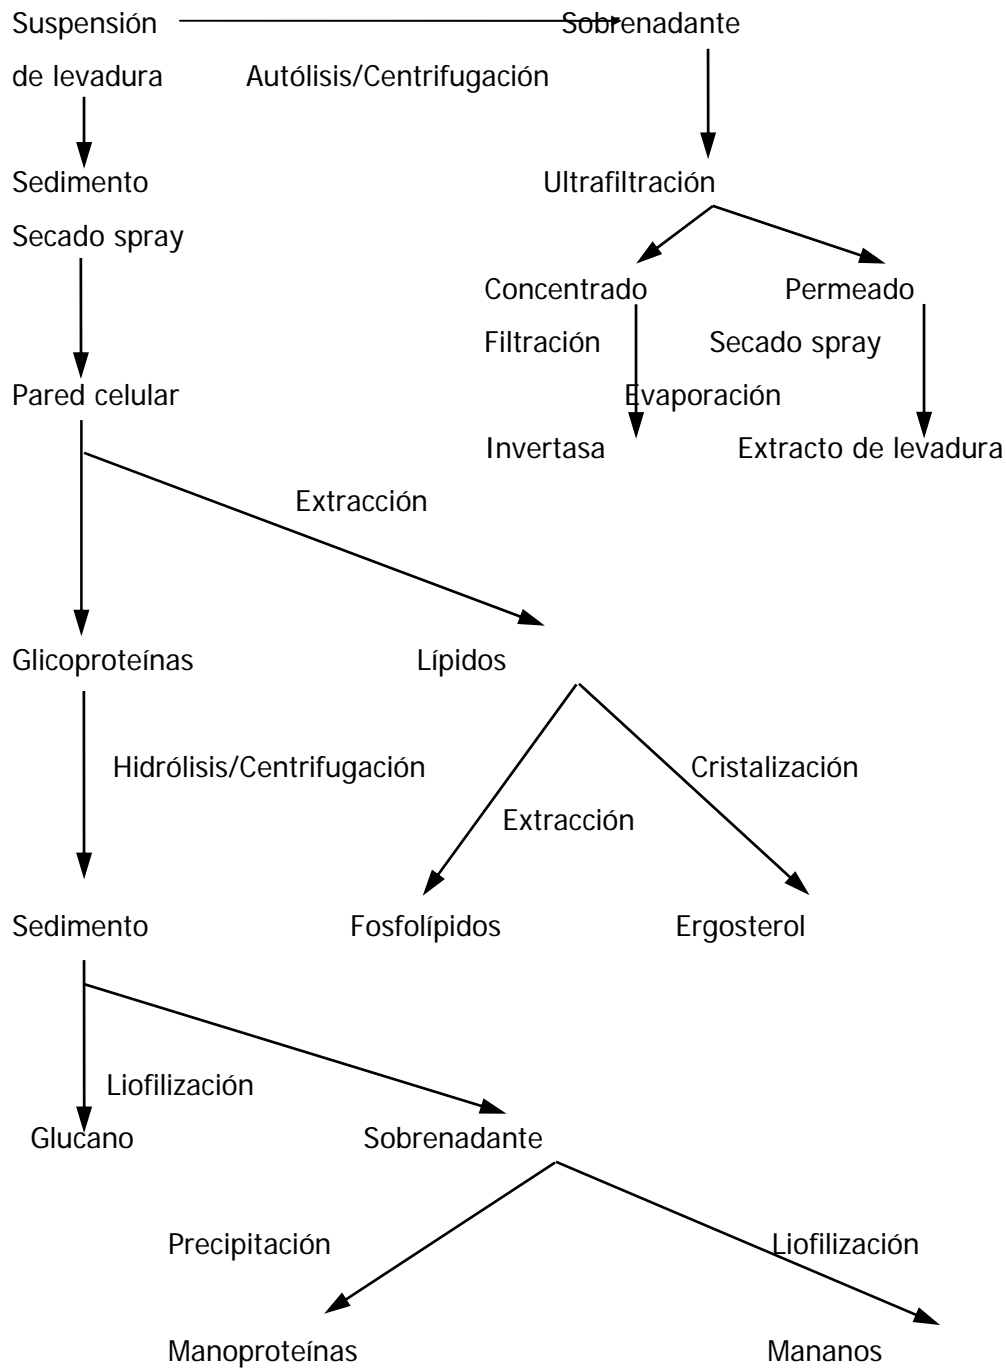 Suspensión Sobrenadante
de levadura Autólisis/Centrifugación
Sedimento Ultrafiltración
Secado spray
Concentrado Permeado
Filtración Secado spray
Pared celular Evaporación
Invertasa Extracto de levadura
Extracción
Glicoproteínas Lípidos
Hidrólisis/Centrifugación Cristalización
Extracción
Sedimento Fosfolípidos Ergosterol
Liofilización
Glucano Sobrenadante
Precipitación Liofilización
Manoproteínas Mananos